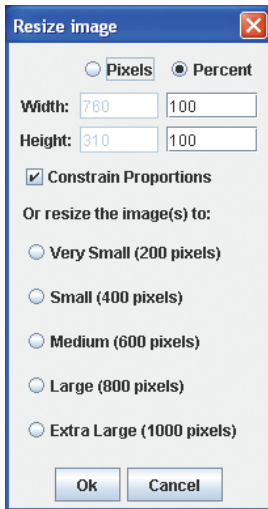 Resize image
Pixels Percent
Width: 760 100
Height: 310 100
Constrain Proportions
Or resize the image(s) to:
Very Small (200 pixels)
Small (400 pixels)
Medium (600 pixels)
Large (800 pixels)
Extra Large (1000 pixels)
Ok Cancel